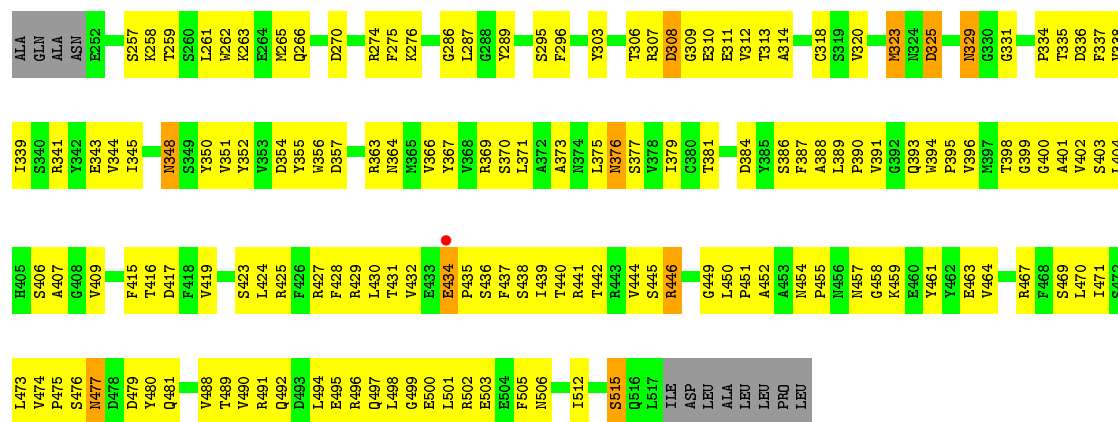 ALA GLN ALA ASN E252 S257 K258 T259 S260 L261 W262 K263 E264 M265 Q266 D270 R274 F275 K276 G286 L287 G288 Y289 S295 F296 Y303 T306 R307 D308 G309 E310 E311 V312 T313 A314 C318 S319 V320 M323 N324 D325 N329 G330 G331 P334 T335 D336 F337
I339 S340 R341 Y342 E343 V344 I345 N348 S349 Y350 V351 Y352 V353 D354 Y355 W356 D357 R363 N364 M365 V366 Y367 V368 R369 S370 L371 A372 A373 N374 L375 N376 S377 V378 I379 C380 T381 D384 Y385 S386 F387 A388 L389 P390 V391 G392 Q393 W394 P395 V396 M397 T398 G399 G400 A401 V402 S403
H405 S406 A407 G408 V409 F415 T416 D417 F418 V419 S423 L424 R425 F426 R427 F428 R429 L430 T431 V432 E433 E434 P435 S436 F437 S438 I439 T440 R441 T442 R443 V444 S445 R446 G449 L450 P451 A452 A453 N454 P455 N456 N457 G458 K459 E460 Y461 Y462 E463 V464 R467 F468 S469 L470 I471
L473 V474 P475 S476 N477 D478 D479 Y480 Q481 V488 T489 V490 R491 Q492 D493 L494 E495 R496 Q497 L498 G499 E500 L501 R502 E503 E504 F505 N506 I512 S515 Q516 L517 ILE ASP LEU ALA LEU LEU PRO LEU